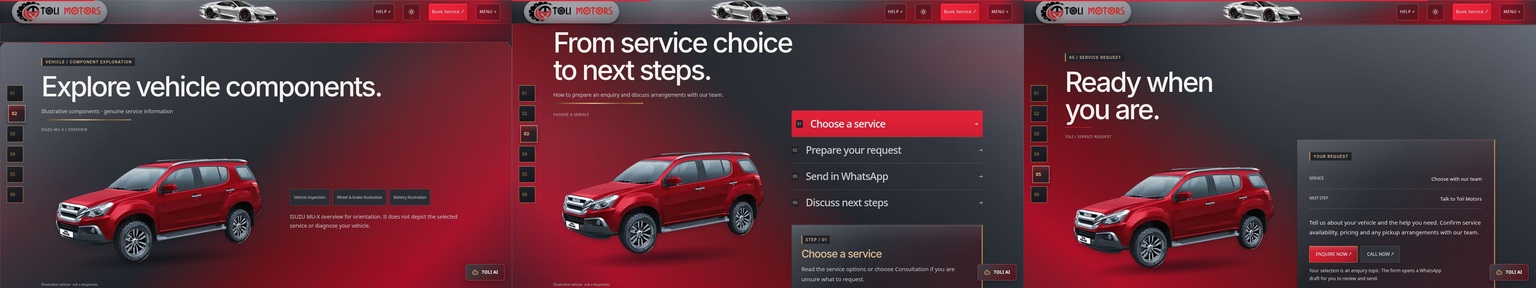 TOLI MOTORS
HELP +
Book Service ↗
MENU +
VEHICLE / COMPONENT EXPLORATION
Explore vehicle components.
Illustrative components · genuine service information
ISUZU MU-X / OVERVIEW
01
02
03
04
05
06
Vehicle inspection
Wheel & brake illustration
Battery illustration
ISUZU MU-X overview for orientation. It does not depict the selected
service or diagnose your vehicle.
TOLI AI
Illustrative vehicle · not a diagnostic
TOLI MOTORS
HELP +
Book Service ↗
MENU +
From service choice
to next steps.
How to prepare an enquiry and discuss arrangements with our team.
CHOOSE A SERVICE
01
02
03
04
05
06
01 Choose a service →
02 Prepare your request →
03 Send in WhatsApp →
04 Discuss next steps →
STEP / 01
Choose a service
Read the service options or choose Consultation if you are
unsure what to request.
TOLI AI
Illustrative vehicle · not a diagnostic
TOLI MOTORS
HELP +
Book Service ↗
MENU +
05 / SERVICE REQUEST
Ready when
you are.
TOLI / SERVICE REQUEST
01
02
03
04
05
06
YOUR REQUEST
SERVICE Choose with our team
NEXT STEP Talk to Toli Motors
Tell us about your vehicle and the help you need. Confirm service
availability, pricing and any pickup arrangements with our team.
ENQUIRE NOW ↗
CALL NOW ↗
Your selection is an enquiry topic. The form opens a WhatsApp
draft for you to review and send.
TOLI AI